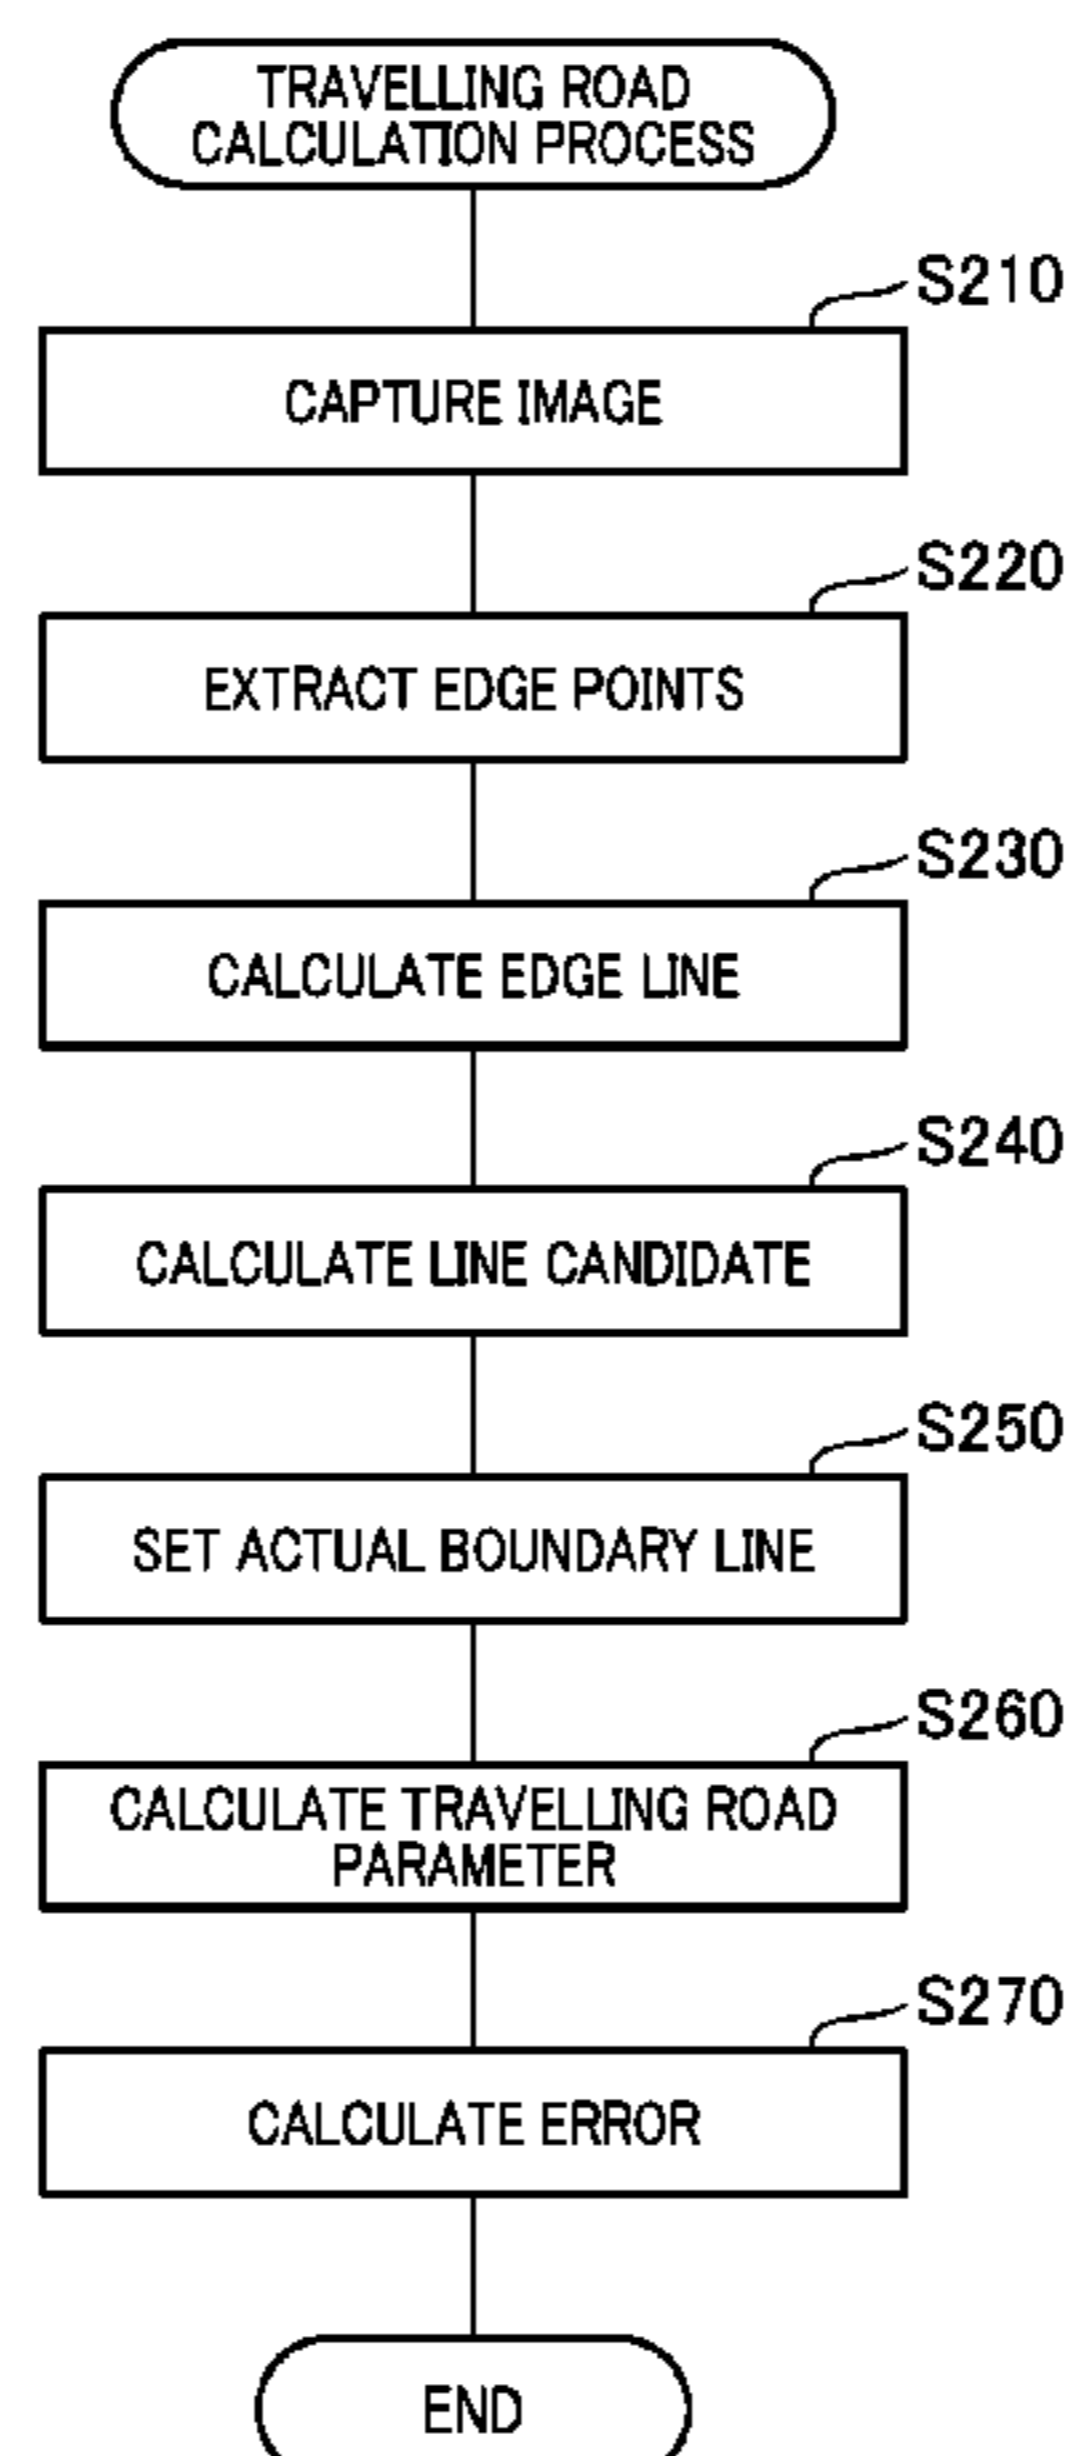 TRAVELLING ROAD
CALCULATION PROCESS
S210
CAPTURE IMAGE
S220
EXTRACT EDGE POINTS
S230
CALCULATE EDGE LINE
S240
CALCULATE LINE CANDIDATE
S250
SET ACTUAL BOUNDARY LINE
S260
CALCULATE TRAVELLING ROAD
PARAMETER
S270
CALCULATE ERROR
END